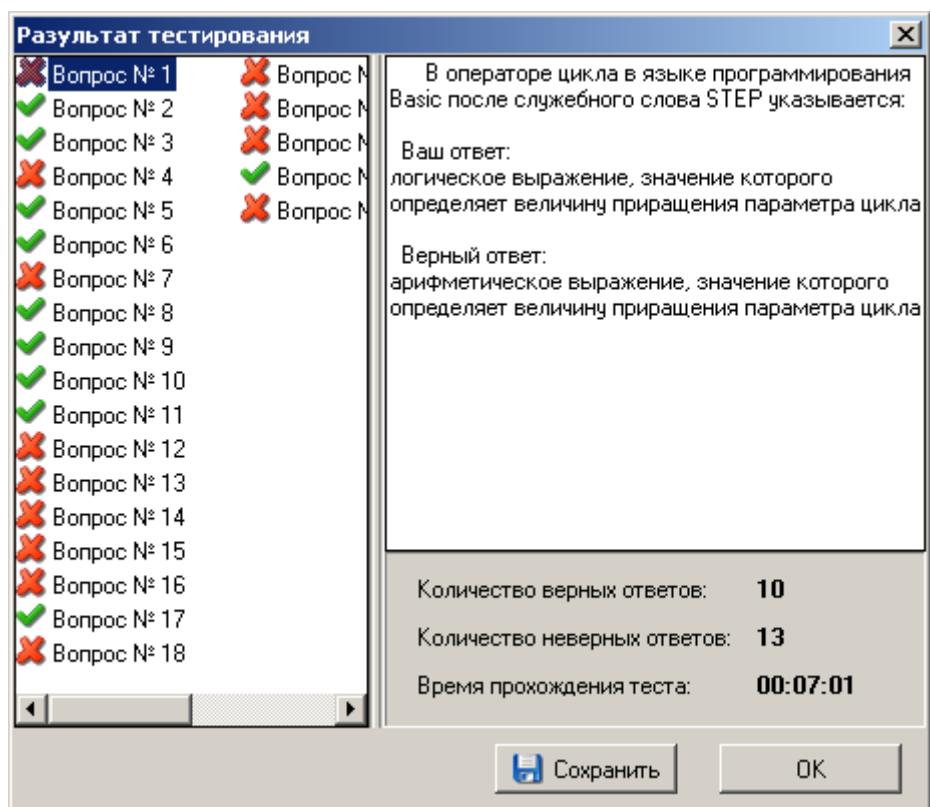 Разультат тестирования
Вопрос № 1
Вопрос № 2
Вопрос № 3
Вопрос № 4
Вопрос № 5
Вопрос № 6
Вопрос № 7
Вопрос № 8
Вопрос № 9
Вопрос № 10
Вопрос № 11
Вопрос № 12
Вопрос № 13
Вопрос № 14
Вопрос № 15
Вопрос № 16
Вопрос № 17
Вопрос № 18
Вопрос
Вопрос
Вопрос
Вопрос
Вопрос
В операторе цикла в языке программирования
Basic после служебного слова STEP указывается:
Ваш ответ:
логическое выражение, значение которого
определяет величину приращения параметра цикла
Верный ответ:
арифметическое выражение, значение которого
определяет величину приращения параметра цикла
Количество верных ответов: 10
Количество неверных ответов: 13
Время прохождения теста: 00:07:01
Сохранить
OK